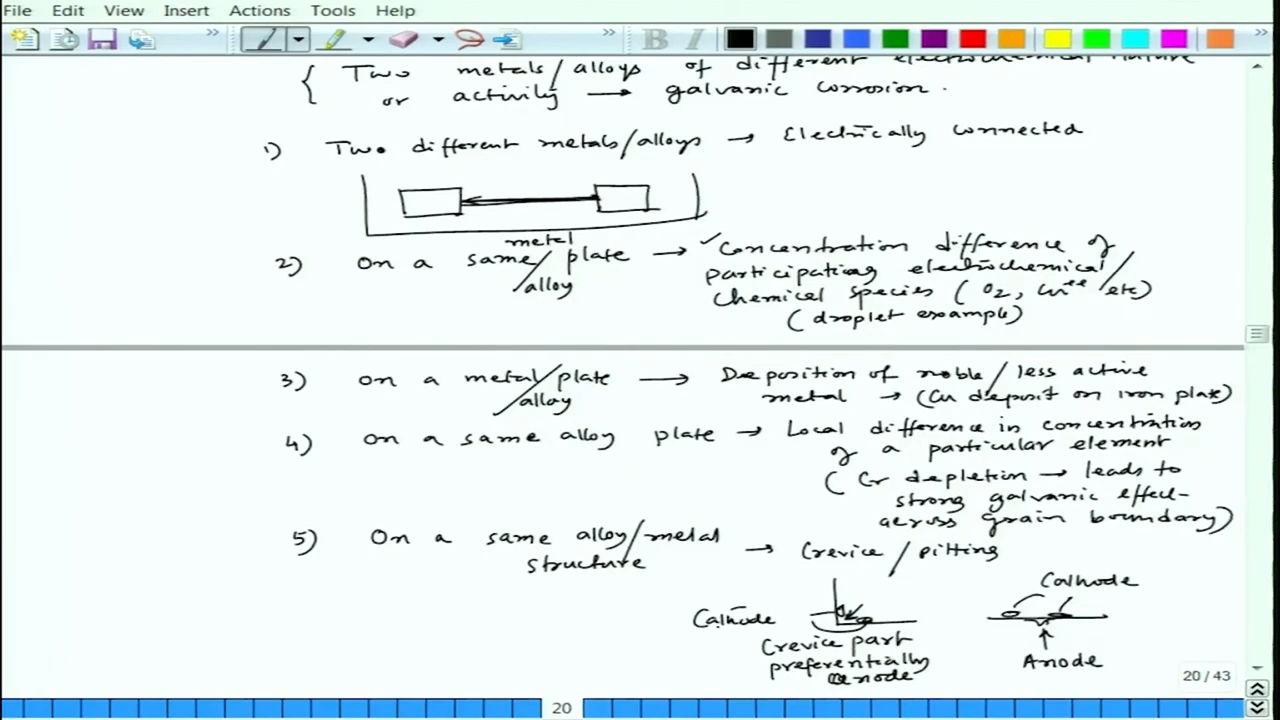 File Edit View Insert Actions Tools Help
{ Two metals/alloys of different electrochemical nature
or activity → galvanic corrosion.
1) Two different metals/alloys → Electrically connected
2) On a same metal/alloy plate → ✓Concentration difference of
participating electrochemical/
chemical species (O2, Cu++ etc)
(droplet example)
3) On a metal/alloy plate → Deposition of noble/less active
metal → (Cu deposit on iron plate)
4) On a same alloy plate → Local difference in concentration
of a particular element
(Cr depletion → leads to
strong galvanic effect
across grain boundary)
5) On a same alloy/metal
structure → Crevice/pitting
Cathode
Cathode
Crevice part
preferentially
anode
Anode
20/43
20